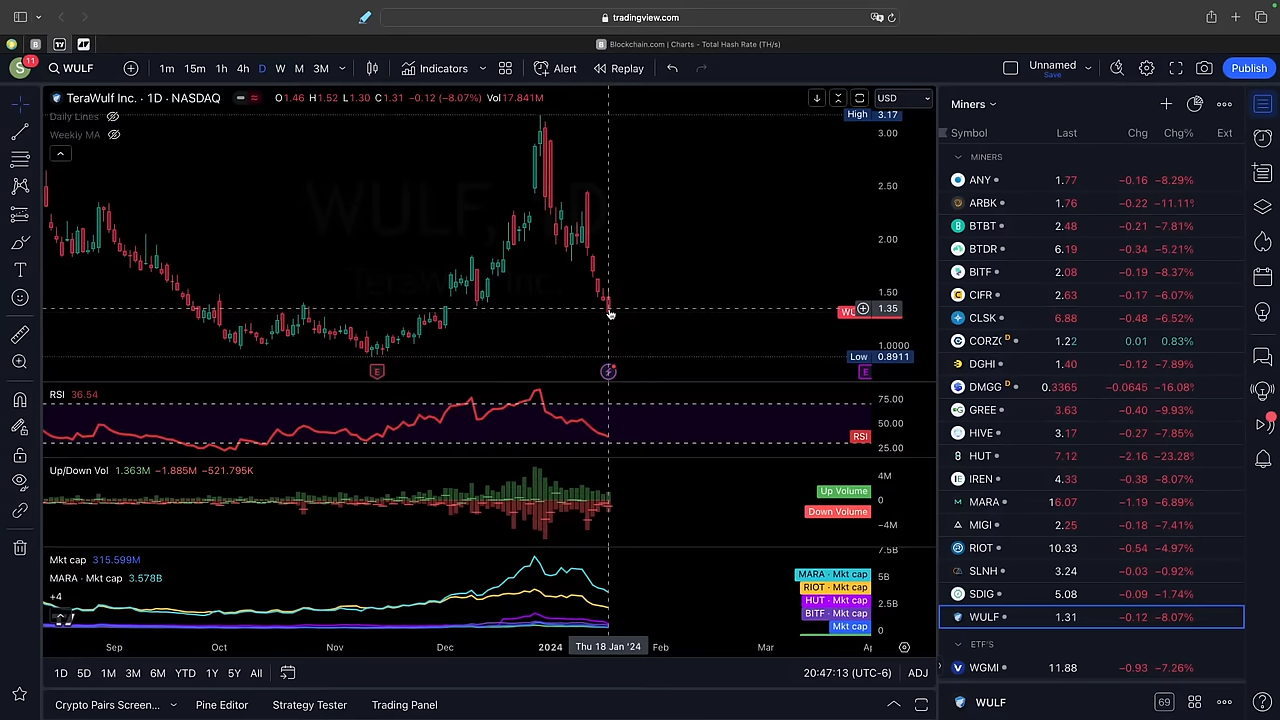 tradingview.com
Blockchain.com | Charts - Total Hash Rate (TH/s)
S 11 WULF 1m 15m 1h 4h D W M 3M Indicators Alert Replay Unnamed Save Publish
TeraWulf Inc. · 1D · NASDAQ O1.46 H1.52 L1.30 C1.31 −0.12 (−8.07%) Vol17.841M USD
Daily Lines
Weekly MA
High 3.17
3.00
2.50
2.00
1.50
1.35
1.0000
Low 0.8911
E E
WULF, 1D
TeraWulf Inc.
RSI 36.54
75.00
50.00
RSI
25.00
Up/Down Vol 1.363M −1.885M −521.795K
4M
Up Volume
0
Down Volume
−4M
Mkt cap 315.599M
7.5B
MARA · Mkt cap 3.578B
MARA · Mkt cap
5B
RIOT · Mkt cap
+4
HUT · Mkt cap
2.5B
BITF · Mkt cap
Mkt cap
0
Sep Oct Nov Dec 2024 Thu 18 Jan '24 Feb Mar
1D 5D 1M 3M 6M YTD 1Y 5Y All 20:47:13 (UTC-6) ADJ
Crypto Pairs Screen... Pine Editor Strategy Tester Trading Panel
Miners
Symbol Last Chg Chg% Ext
MINERS
ANY 1.77 −0.16 −8.29%
ARBK 1.76 −0.22 −11.11%
BTBT 2.48 −0.21 −7.81%
BTDR 6.19 −0.34 −5.21%
BITF 2.08 −0.19 −8.37%
CIFR 2.63 −0.17 −6.07%
CLSK 6.88 −0.48 −6.52%
CORZ D 1.22 0.01 0.83%
DGHI 1.40 −0.12 −7.89%
DMGG D 0.3365 −0.0645 −16.08%
GREE 3.63 −0.40 −9.93%
HIVE 3.17 −0.27 −7.85%
HUT 7.12 −2.16 −23.28%
IREN 4.33 −0.38 −8.07%
MARA 16.07 −1.19 −6.89%
MIGI 2.25 −0.18 −7.41%
RIOT 10.33 −0.54 −4.97%
SLNH 3.24 −0.03 −0.92%
SDIG 5.08 −0.09 −1.74%
WULF 1.31 −0.12 −8.07%
ETF'S
WGMI 11.88 −0.93 −7.26%
WULF 69